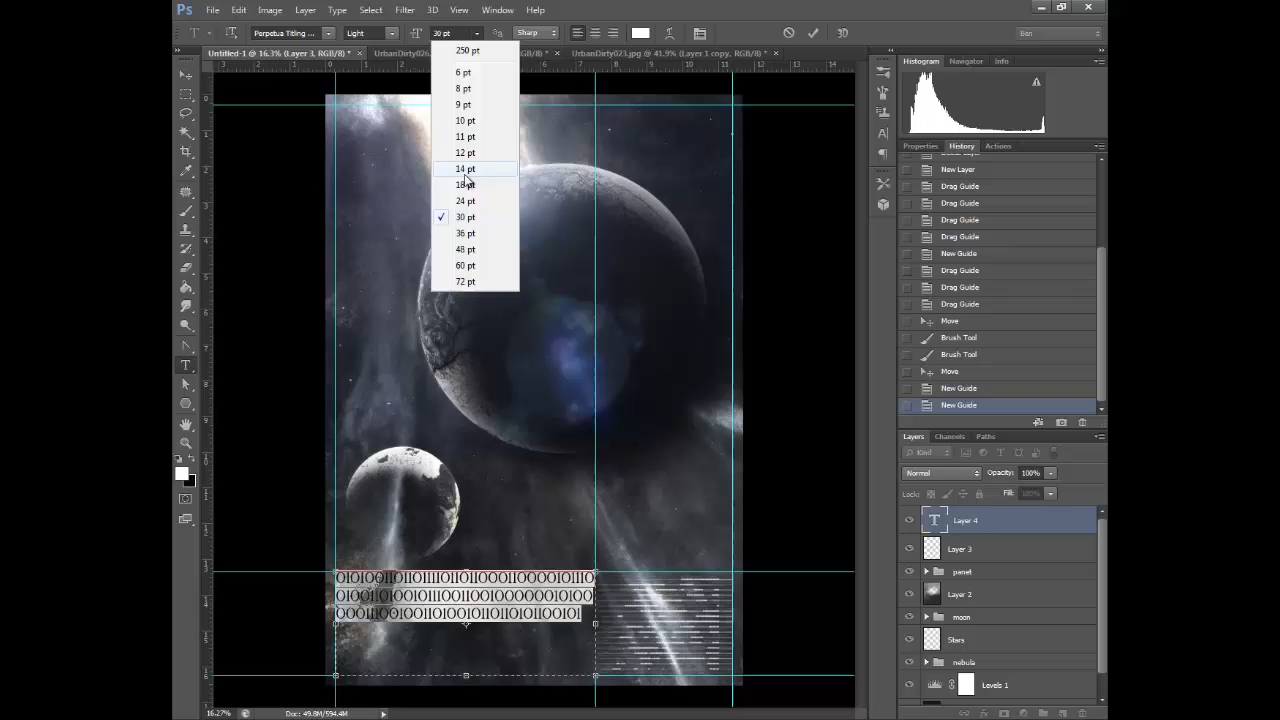 Ps File Edit Image Layer Type Select Filter 3D View Window Help
T Perpetua Titling ... Light 30 pt Sharp 3D Ben
Untitled-1 @ 16.3% (Layer 3, RGB/8) * × UrbanDirty026. RGB/8) * × UrbanDirty023.jpg @ 41.9% (Layer 1 copy, RGB/8) * ×
250 pt
6 pt
8 pt
9 pt
10 pt
11 pt
12 pt
14 pt
18 pt
24 pt
30 pt
36 pt
48 pt
60 pt
72 pt
Histogram Navigator Info
Properties History Actions
New Layer
Drag Guide
Drag Guide
Drag Guide
Drag Guide
New Guide
Drag Guide
Drag Guide
Drag Guide
Move
Brush Tool
Brush Tool
Move
New Guide
New Guide
Layers Channels Paths
Kind
Normal Opacity: 100%
Lock: Fill: 100%
T Layer 4
Layer 3
panet
Layer 2
moon
Stars
nebula
Levels 1
16.27% Doc: 49.8M/594.4M